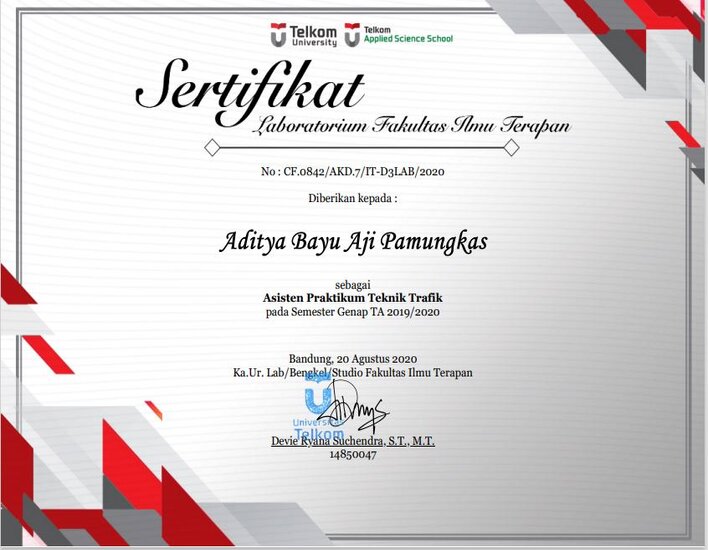 Telkom University Telkom Applied Science School
Sertifikat
Laboratorium Fakultas Ilmu Terapan
No : CF.0842/AKD.7/IT-D3LAB/2020
Diberikan kepada :
Aditya Bayu Aji Pamungkas
sebagai
Asisten Praktikum Teknik Trafik
pada Semester Genap TA 2019/2020
Bandung, 20 Agustus 2020
Ka.Ur. Lab/Bengkel/Studio Fakultas Ilmu Terapan
University
Telkom
Devie Ryana Suchendra, S.T., M.T.
14850047